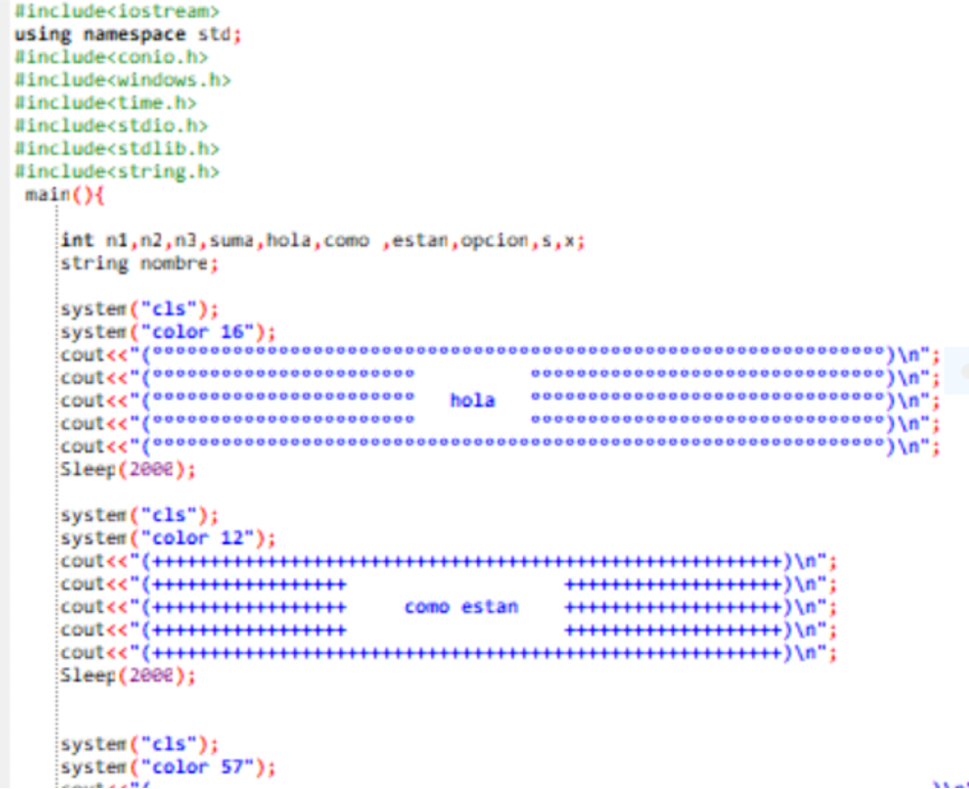 #include<iostream>
using namespace std;
#include<conio.h>
#include<windows.h>
#include<time.h>
#include<stdio.h>
#include<stdlib.h>
#include<string.h>
main(){
int n1,n2,n3,suma,hola,como ,estan,opcion,s,x;
string nombre;
system("cls");
system("color 16");
cout<<"(°°°°°°°°°°°°°°°°°°°°°°°°°°°°°°°°°°°°°°°°°°°°°°°°°°°°°°°°°°°°°°°°)\n";
cout<<"(°°°°°°°°°°°°°°°°°°°°°°°          °°°°°°°°°°°°°°°°°°°°°°°°°°°°°°°)\n";
cout<<"(°°°°°°°°°°°°°°°°°°°°°°°   hola   °°°°°°°°°°°°°°°°°°°°°°°°°°°°°°°)\n";
cout<<"(°°°°°°°°°°°°°°°°°°°°°°°          °°°°°°°°°°°°°°°°°°°°°°°°°°°°°°°)\n";
cout<<"(°°°°°°°°°°°°°°°°°°°°°°°°°°°°°°°°°°°°°°°°°°°°°°°°°°°°°°°°°°°°°°°°)\n";
Sleep(2000);
system("cls");
system("color 12");
cout<<"(+++++++++++++++++++++++++++++++++++++++++++++++++++++++)\n";
cout<<"(+++++++++++++++++                   +++++++++++++++++++)\n";
cout<<"(+++++++++++++++++          comoo estan    ++++++++++++++++++))\";c
out<<"(+++++++++++++++++                   +++++++++++++++++++)\n";
cout<<"(+++++++++++++++++++++++++++++++++++++++++++++++++++++++)\n";
Sleep(2000);
system("cls");
system("color 57");